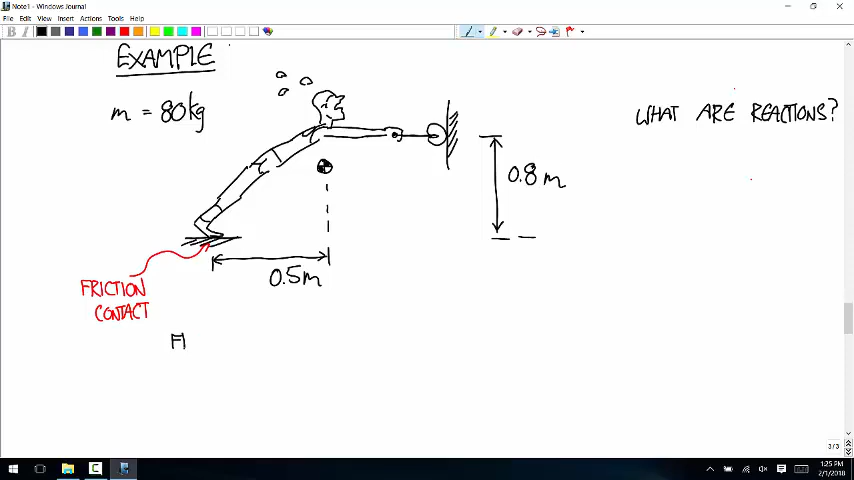 Note1 - Windows Journal
File Edit View Insert Actions Tools Help
B
EXAMPLE
m = 80kg
WHAT ARE REACTIONS?
0.8 m
0.5m
FRICTION
CONTACT
3/3
1:25 PM
2/1/2018